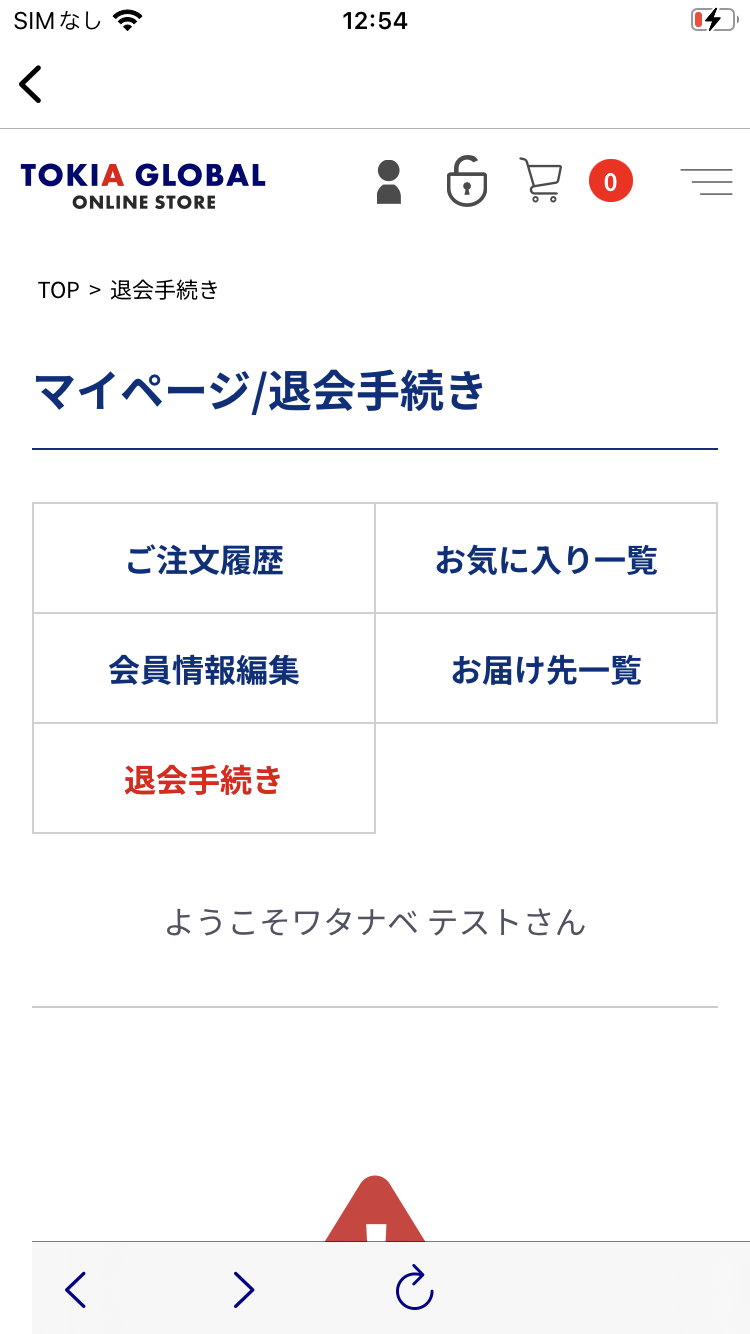 SIMなし 12:54
TOKIA GLOBAL
ONLINE STORE
0
TOP > 退会手続き
マイページ/退会手続き
ご注文履歴 お気に入り一覧
会員情報編集 お届け先一覧
退会手続き
ようこそワタナベ テストさん